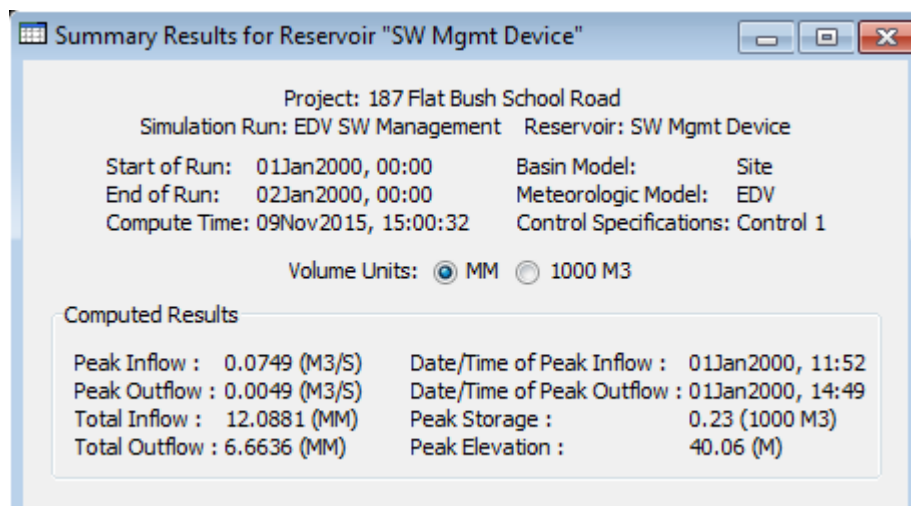 Summary Results for Reservoir "SW Mgmt Device"
Project: 187 Flat Bush School Road
Simulation Run: EDV SW Management Reservoir: SW Mgmt Device
Start of Run: 01Jan2000, 00:00 Basin Model: Site
End of Run: 02Jan2000, 00:00 Meteorologic Model: EDV
Compute Time: 09Nov2015, 15:00:32 Control Specifications: Control 1
Volume Units: MM 1000 M3
Computed Results
Peak Inflow : 0.0749 (M3/S) Date/Time of Peak Inflow : 01Jan2000, 11:52
Peak Outflow : 0.0049 (M3/S) Date/Time of Peak Outflow : 01Jan2000, 14:49
Total Inflow : 12.0881 (MM) Peak Storage : 0.23 (1000 M3)
Total Outflow : 6.6636 (MM) Peak Elevation : 40.06 (M)